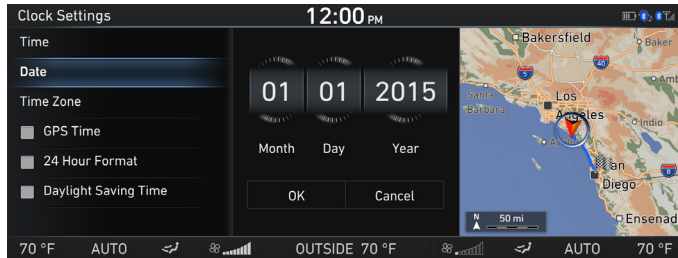 Clock Settings
12:00 PM
Time
Date
Time Zone
GPS Time
24 Hour Format
Daylight Saving Time
01 01 2015
Month Day Year
OK Cancel
Bakersfield
Baker
40
5
Amb
Santa
Barbara
Los
Angeles
Indio
Aval
San
Diego
8
Ensenad
N 50 mi
70 °F AUTO OUTSIDE 70 °F AUTO 70 °F